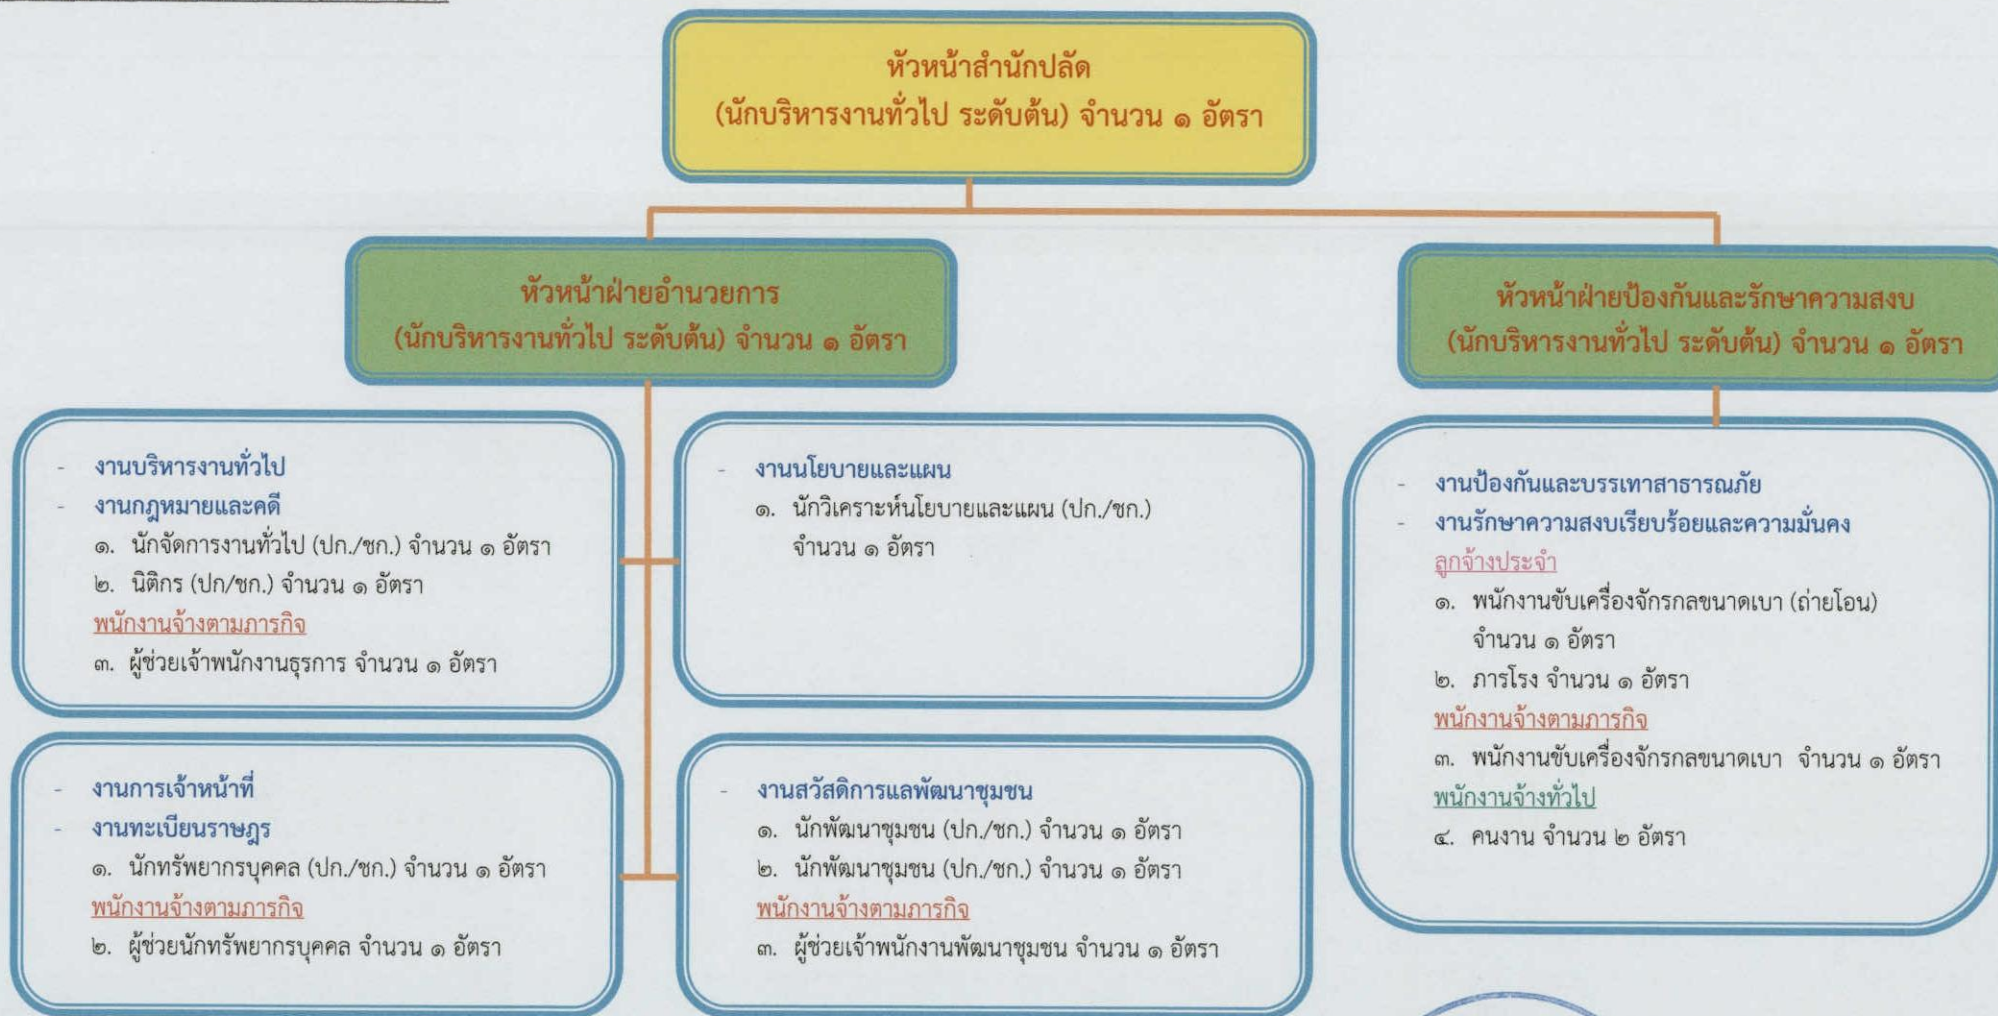 หัวหน้าสำนักปลัด
(นักบริหารงานทั่วไป ระดับต้น) จำนวน ๑ อัตรา
หัวหน้าฝ่ายอำนวยการ
(นักบริหารงานทั่วไป ระดับต้น) จำนวน ๑ อัตรา
หัวหน้าฝ่ายป้องกันและรักษาความสงบ
(นักบริหารงานทั่วไป ระดับต้น) จำนวน ๑ อัตรา
- งานบริหารงานทั่วไป
- งานกฎหมายและคดี
๑. นักจัดการงานทั่วไป (ปก./ชก.) จำนวน ๑ อัตรา
๒. นิติกร (ปก/ชก.) จำนวน ๑ อัตรา
พนักงานจ้างตามภารกิจ
๓. ผู้ช่วยเจ้าพนักงานธุรการ จำนวน ๑ อัตรา
- งานนโยบายและแผน
๑. นักวิเคราะห์นโยบายและแผน (ปก./ชก.)
จำนวน ๑ อัตรา
- งานป้องกันและบรรเทาสาธารณภัย
- งานรักษาความสงบเรียบร้อยและความมั่นคง
ลูกจ้างประจำ
๑. พนักงานขับเครื่องจักรกลขนาดเบา (ถ่ายโอน)
จำนวน ๑ อัตรา
๒. ภารโรง จำนวน ๑ อัตรา
พนักงานจ้างตามภารกิจ
๓. พนักงานขับเครื่องจักรกลขนาดเบา จำนวน ๑ อัตรา
พนักงานจ้างทั่วไป
๔. คนงาน จำนวน ๒ อัตรา
- งานการเจ้าหน้าที่
- งานทะเบียนราษฎร
๑. นักทรัพยากรบุคคล (ปก./ชก.) จำนวน ๑ อัตรา
พนักงานจ้างตามภารกิจ
๒. ผู้ช่วยนักทรัพยากรบุคคล จำนวน ๑ อัตรา
- งานสวัสดิการแลพัฒนาชุมชน
๑. นักพัฒนาชุมชน (ปก./ชก.) จำนวน ๑ อัตรา
๒. นักพัฒนาชุมชน (ปก./ชก.) จำนวน ๑ อัตรา
พนักงานจ้างตามภารกิจ
๓. ผู้ช่วยเจ้าพนักงานพัฒนาชุมชน จำนวน ๑ อัตรา